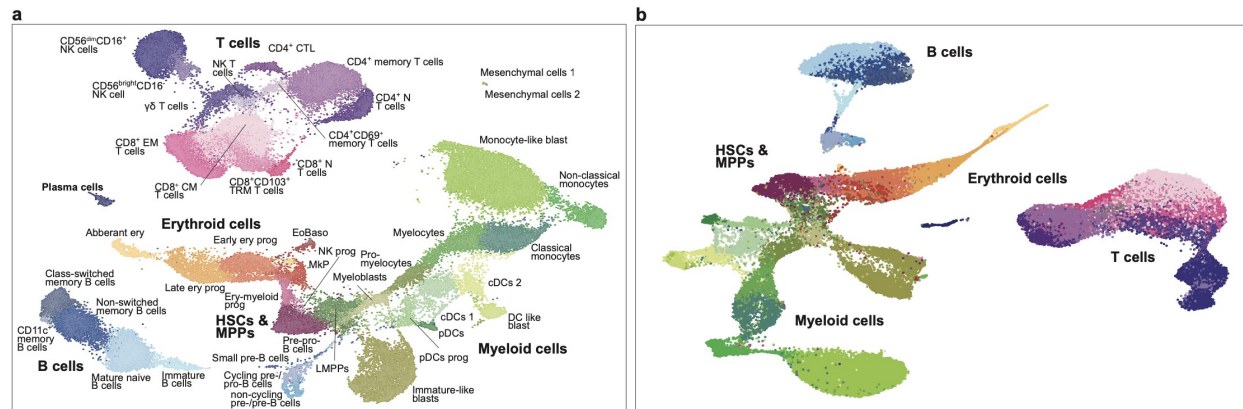 a
CD56dimCD16+
NK cells
T cells
CD4+ CTL
NK T
cells
CD4+ memory T cells
CD56brightCD16-
NK cell
γδ T cells
CD4+ N
T cells
Mesenchymal cells 1
Mesenchymal cells 2
CD4+CD69+
memory T cells
CD8+ EM
T cells
CD8+ N
T cells
CD8+ CM
T cells
CD8+CD103+
TRM T cells
Monocyte-like blast
Non-classical
monocytes
Plasma cells
Erythroid cells
Abberant ery
Early ery prog
EoBaso
NK prog
MkP
Pro-
myelocytes
Myelocytes
Myeloblasts
Classical
monocytes
Class-switched
memory B cells
Late ery prog
Ery-myeloid
prog
cDCs 2
Non-switched
memory B cells
HSCs &
MPPs
cDCs 1
DC like
blast
CD11c+
memory
B cells
Pre-pro-
B cells
pDCs
Myeloid cells
B cells
Small pre-B cells
LMPPs
pDCs prog
Mature naive
B cells
Immature
B cells
Cycling pre-/
pro-B cells
non-cycling
pre-/pre-B cells
Immature-like
blasts
b
B cells
HSCs &
MPPs
Erythroid cells
T cells
Myeloid cells